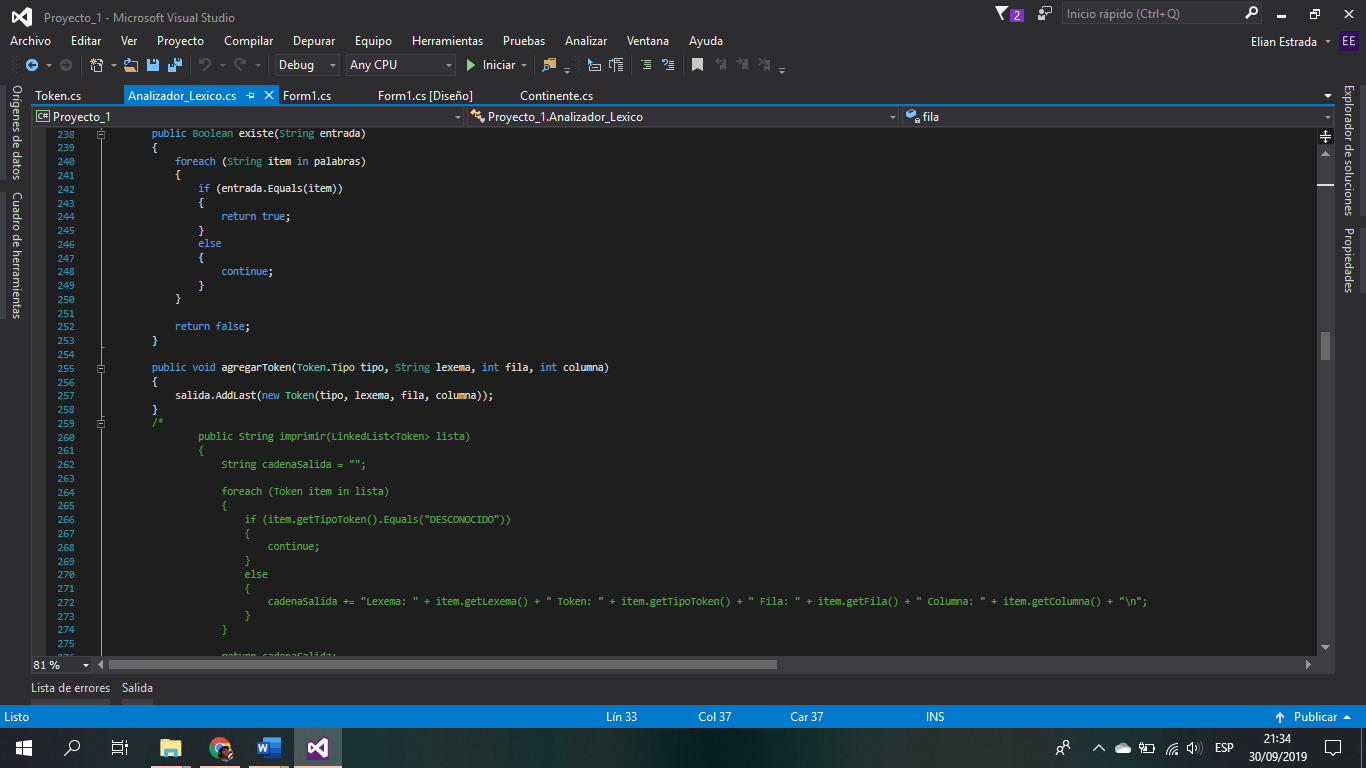 Proyecto_1 - Microsoft Visual Studio
2
Inicio rápido (Ctrl+Q)
Archivo Editar Ver Proyecto Compilar Depurar Equipo Herramientas Pruebas Analizar Ventana Ayuda
Elian Estrada EE
Debug Any CPU Iniciar
Token.cs Analizador_Lexico.cs Form1.cs Form1.cs [Diseño] Continente.cs
C# Proyecto_1 Proyecto_1.Analizador_Lexico fila
Orígenes de datos
Cuadro de herramientas
Explorador de soluciones
Propiedades
238 public Boolean existe(String entrada)
239 {
240 foreach (String item in palabras)
241 {
242 if (entrada.Equals(item))
243 {
244 return true;
245 }
246 else
247 {
248 continue;
249 }
250 }
251
252 return false;
253 }
254
255 public void agregarToken(Token.Tipo tipo, String lexema, int fila, int columna)
256 {
257 salida.AddLast(new Token(tipo, lexema, fila, columna));
258 }
259 /*
260 public String imprimir(LinkedList<Token> lista)
261 {
262 String cadenaSalida = "";
263
264 foreach (Token item in lista)
265 {
266 if (item.getTipoToken().Equals("DESCONOCIDO"))
267 {
268 continue;
269 }
270 else
271 {
272 cadenaSalida += "Lexema: " + item.getLexema() + " Token: " + item.getTipoToken() + " Fila: " + item.getFila() + " Columna: " + item.getColumna() + "\n";
273 }
274 }
275
276 return cadenaSalida;
81 %
Lista de errores Salida
Listo Lín 33 Col 37 Car 37 INS Publicar
ESP
21:34
30/09/2019